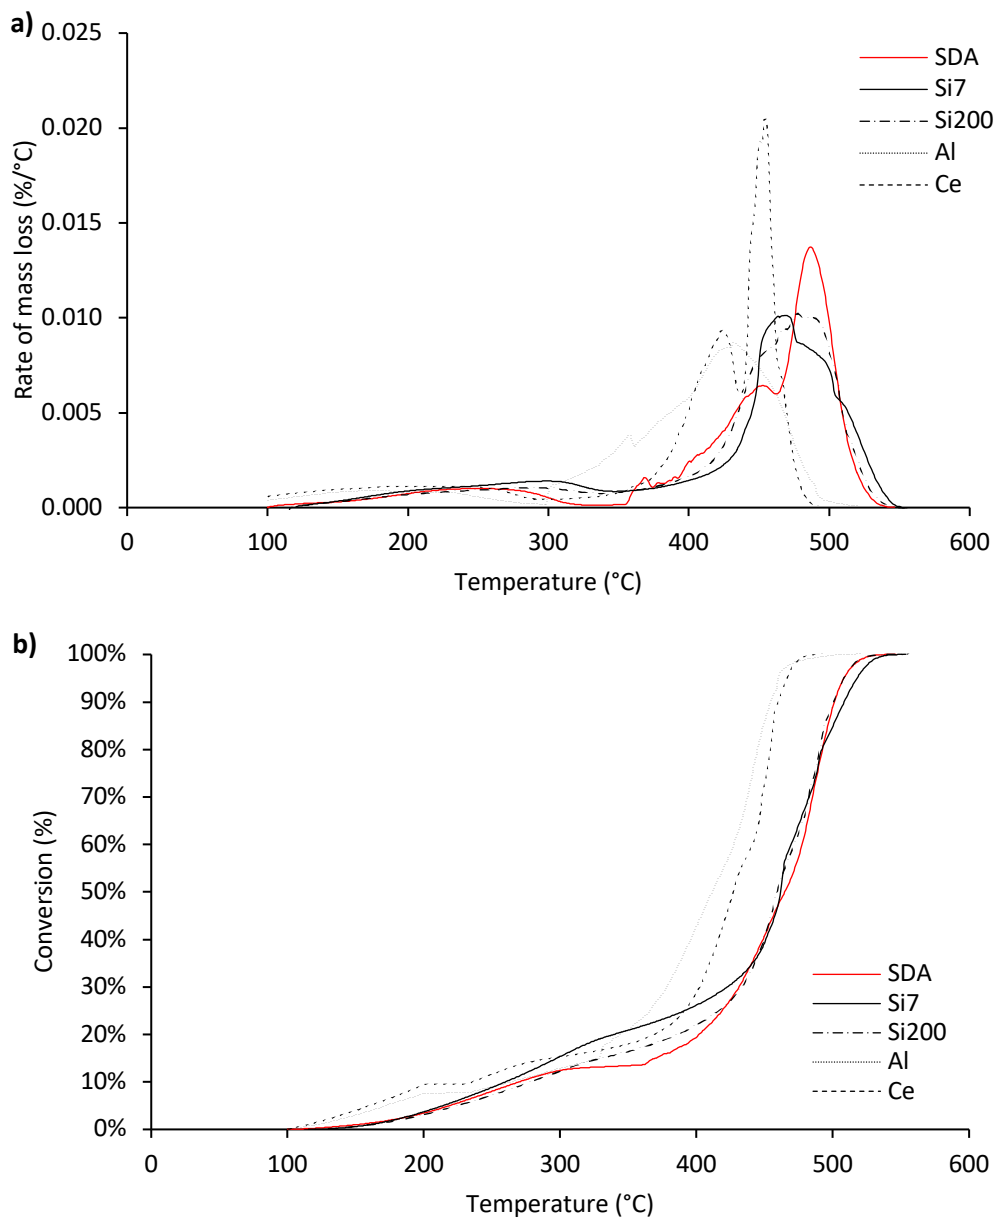 a)
Rate of mass loss (%/°C)
0.025
0.020
0.015
0.010
0.005
0.000
0 100 200 300 400 500 600
Temperature (°C)
SDA
Si7
Si200
Al
Ce
b)
Conversion (%)
100%
90%
80%
70%
60%
50%
40%
30%
20%
10%
0%
0 100 200 300 400 500 600
Temperature (°C)
SDA
Si7
Si200
Al
Ce